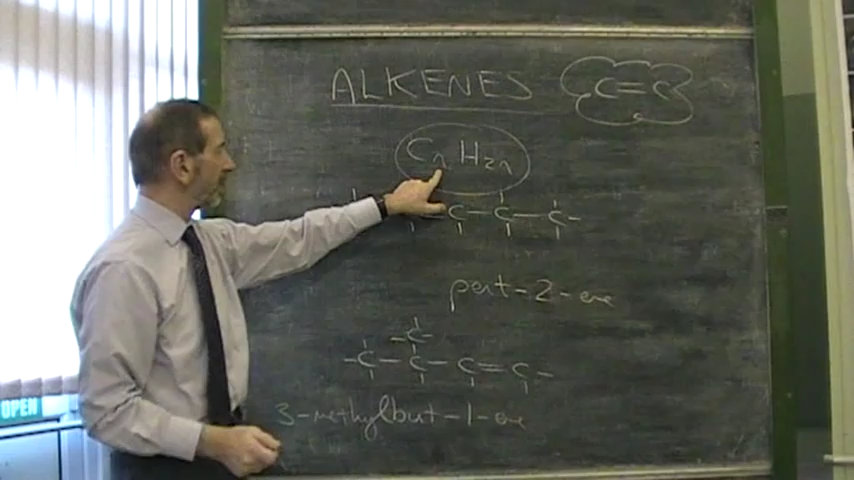 ALKENES C=C
CnH2n
C-C-C-
pent-2-ene
-C-
-C-C-C=C-
3-methylbut-1-ene
OPEN